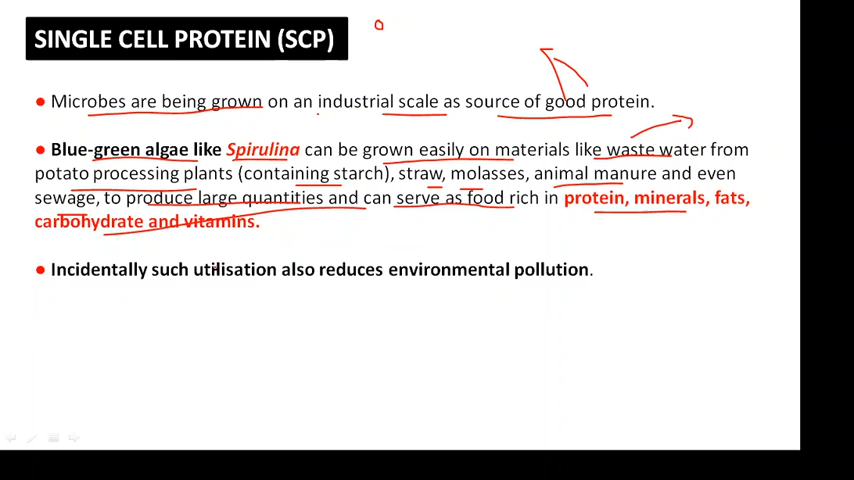 SINGLE CELL PROTEIN (SCP)
● Microbes are being grown on an industrial scale as source of good protein.
● Blue-green algae like Spirulina can be grown easily on materials like waste water from
potato processing plants (containing starch), straw, molasses, animal manure and even
sewage, to produce large quantities and can serve as food rich in protein, minerals, fats,
carbohydrate and vitamins.
● Incidentally such utilisation also reduces environmental pollution.